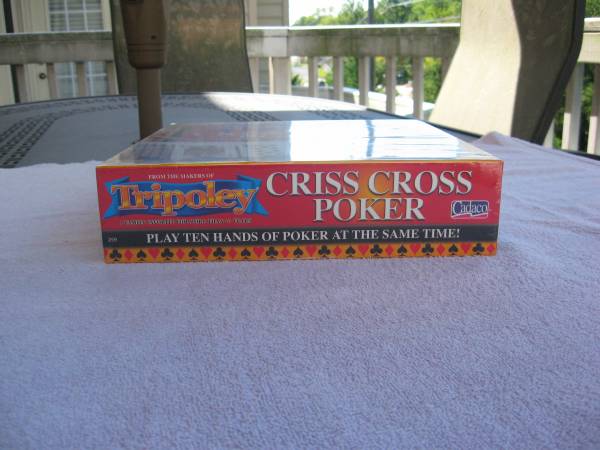 FROM THE MAKERS OF
Tripoley
CRISS CROSS
POKER
Cadaco
PLAY TEN HANDS OF POKER AT THE SAME TIME!